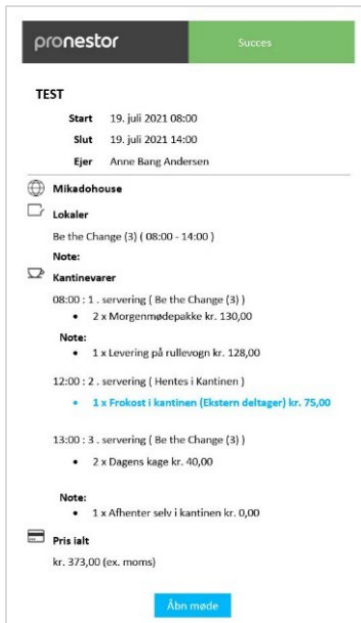 pronestor
Succes
TEST
Start 19. juli 2021 08:00
Slut 19. juli 2021 14:00
Ejer Anne Bang Andersen
Mikadohouse
Lokaler
Be the Change (3) ( 08:00 - 14:00 )
Note:
Kantinevarer
08:00 : 1 . servering ( Be the Change (3) )
• 2 x Morgenmødepakke kr. 130,00
Note:
• 1 x Levering på rullevogn kr. 128,00
12:00 : 2 . servering ( Hentes i Kantinen )
• 1 x Frokost i kantinen (Ekstern deltager) kr. 75,00
13:00 : 3 . servering ( Be the Change (3) )
• 2 x Dagens kage kr. 40,00
Note:
• 1 x Afhenter selv i kantinen kr. 0,00
Pris ialt
kr. 373,00 (ex. moms)
Åbn møde